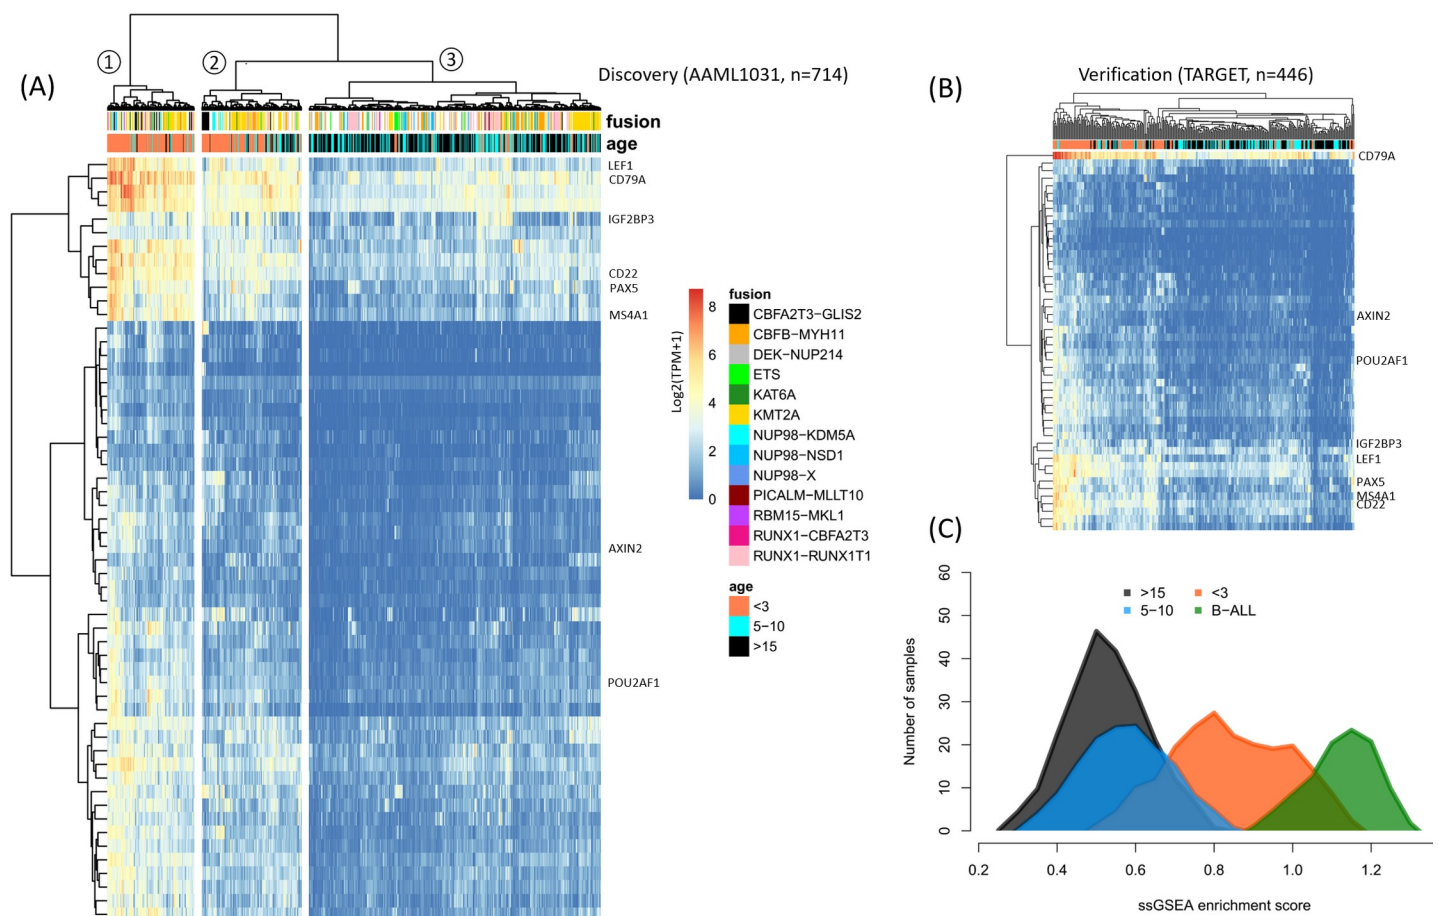 (A)
①
②
③
Discovery (AAML1031, n=714)
fusion
age
LEF1
CD79A
IGF2BP3
CD22
PAX5
MS4A1
AXIN2
POU2AF1
Log2(TPM+1)
8
6
4
2
0
fusion
CBFA2T3−GLIS2
CBFB−MYH11
DEK−NUP214
ETS
KAT6A
KMT2A
NUP98−KDM5A
NUP98−NSD1
NUP98−X
PICALM−MLLT10
RBM15−MKL1
RUNX1−CBFA2T3
RUNX1−RUNX1T1
age
<3
5−10
>15
(B)
Verification (TARGET, n=446)
CD79A
AXIN2
POU2AF1
IGF2BP3
LEF1
PAX5
MS4A1
CD22
(C)
>15
<3
5−10
B−ALL
Number of samples
60
50
40
30
20
10
0
0.2 0.4 0.6 0.8 1.0 1.2
ssGSEA enrichment score